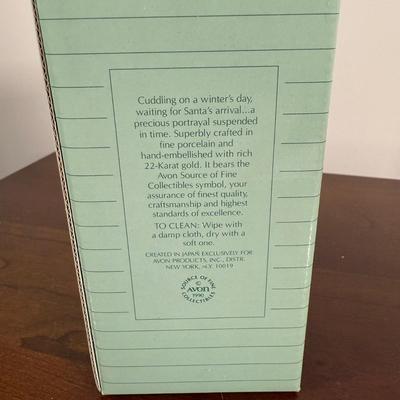 Cuddling on a winter's day,
waiting for Santa's arrival...a
precious portrayal suspended
in time. Superbly crafted in
fine porcelain and
hand-embellished with rich
22-Karat gold. It bears the
Avon Source of Fine
Collectibles symbol, your
assurance of finest quality,
craftsmanship and highest
standards of excellence.
TO CLEAN: Wipe with
a damp cloth, dry with a
soft one.
CREATED IN JAPAN EXCLUSIVELY FOR
AVON PRODUCTS, INC., DISTR.
NEW YORK, N.Y. 10019
SOURCE OF FINE
©
AVON
1990
COLLECTIBLES